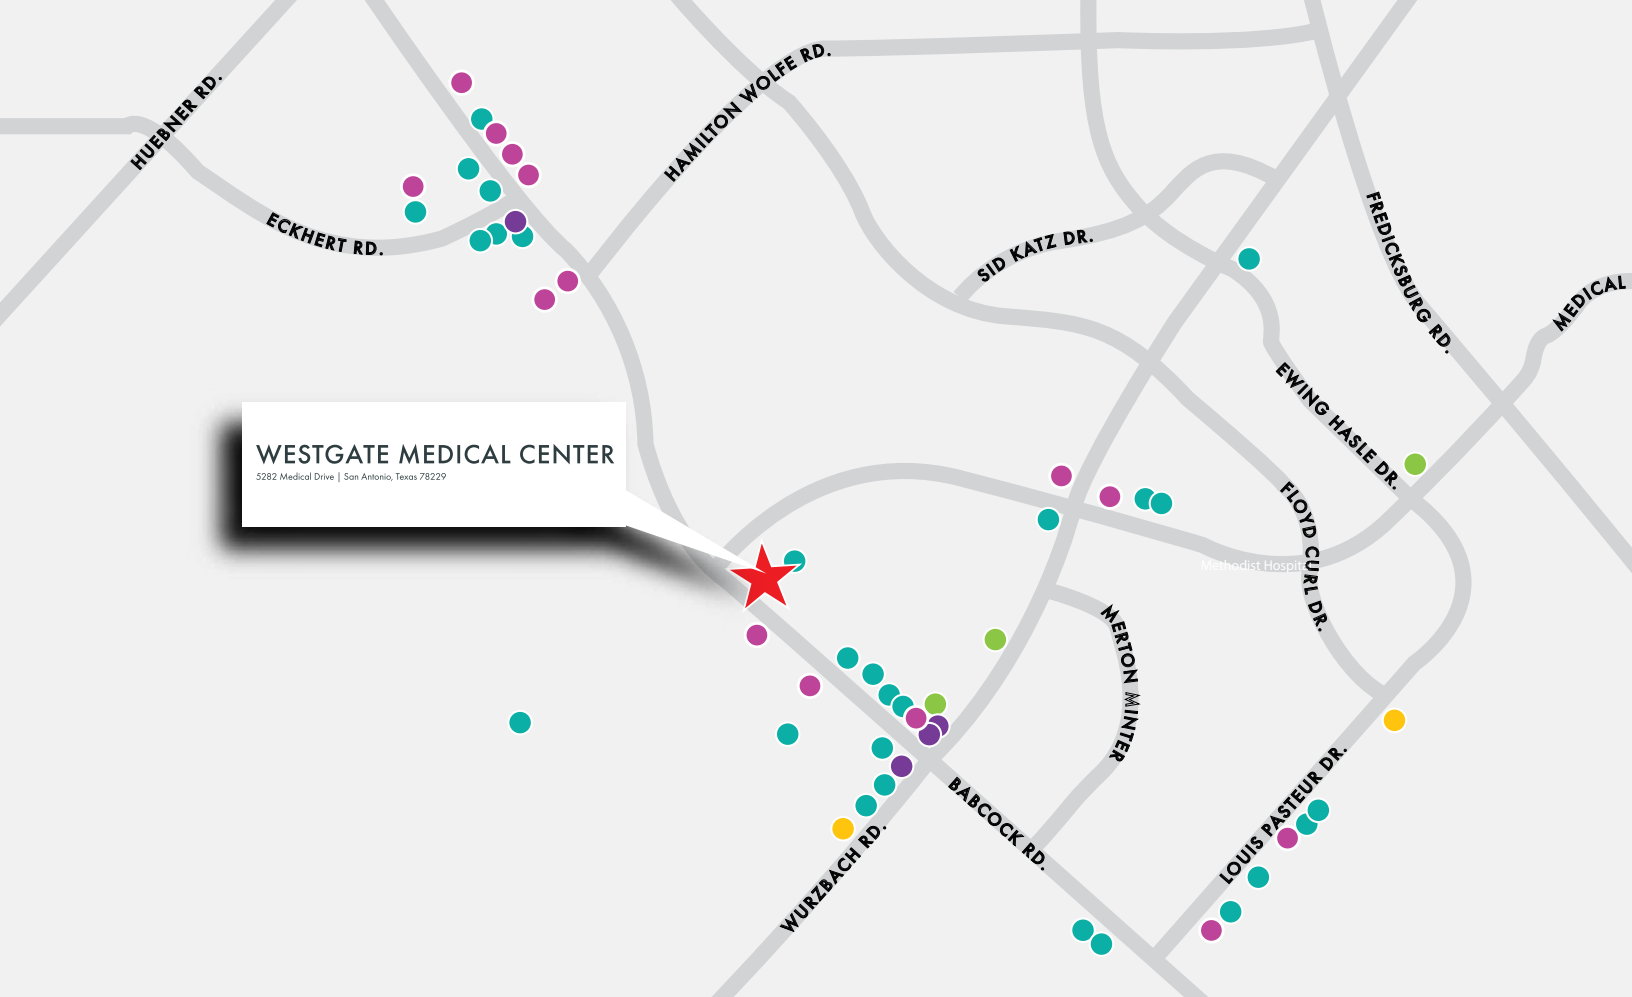 HAMILTON WOLFE RD.
HUEBNER RD.
ECKHERT RD.
SID KATZ DR.
FREDICKSBURG RD.
MEDICAL
EWING HASLE DR.
WESTGATE MEDICAL CENTER
5282 Medical Drive | San Antonio, Texas 78229
FLOYD CURL DR.
Methodist Hospital
MERTON MINTER
LOUIS PASTEUR DR.
BABCOCK RD.
WURZBACH RD.